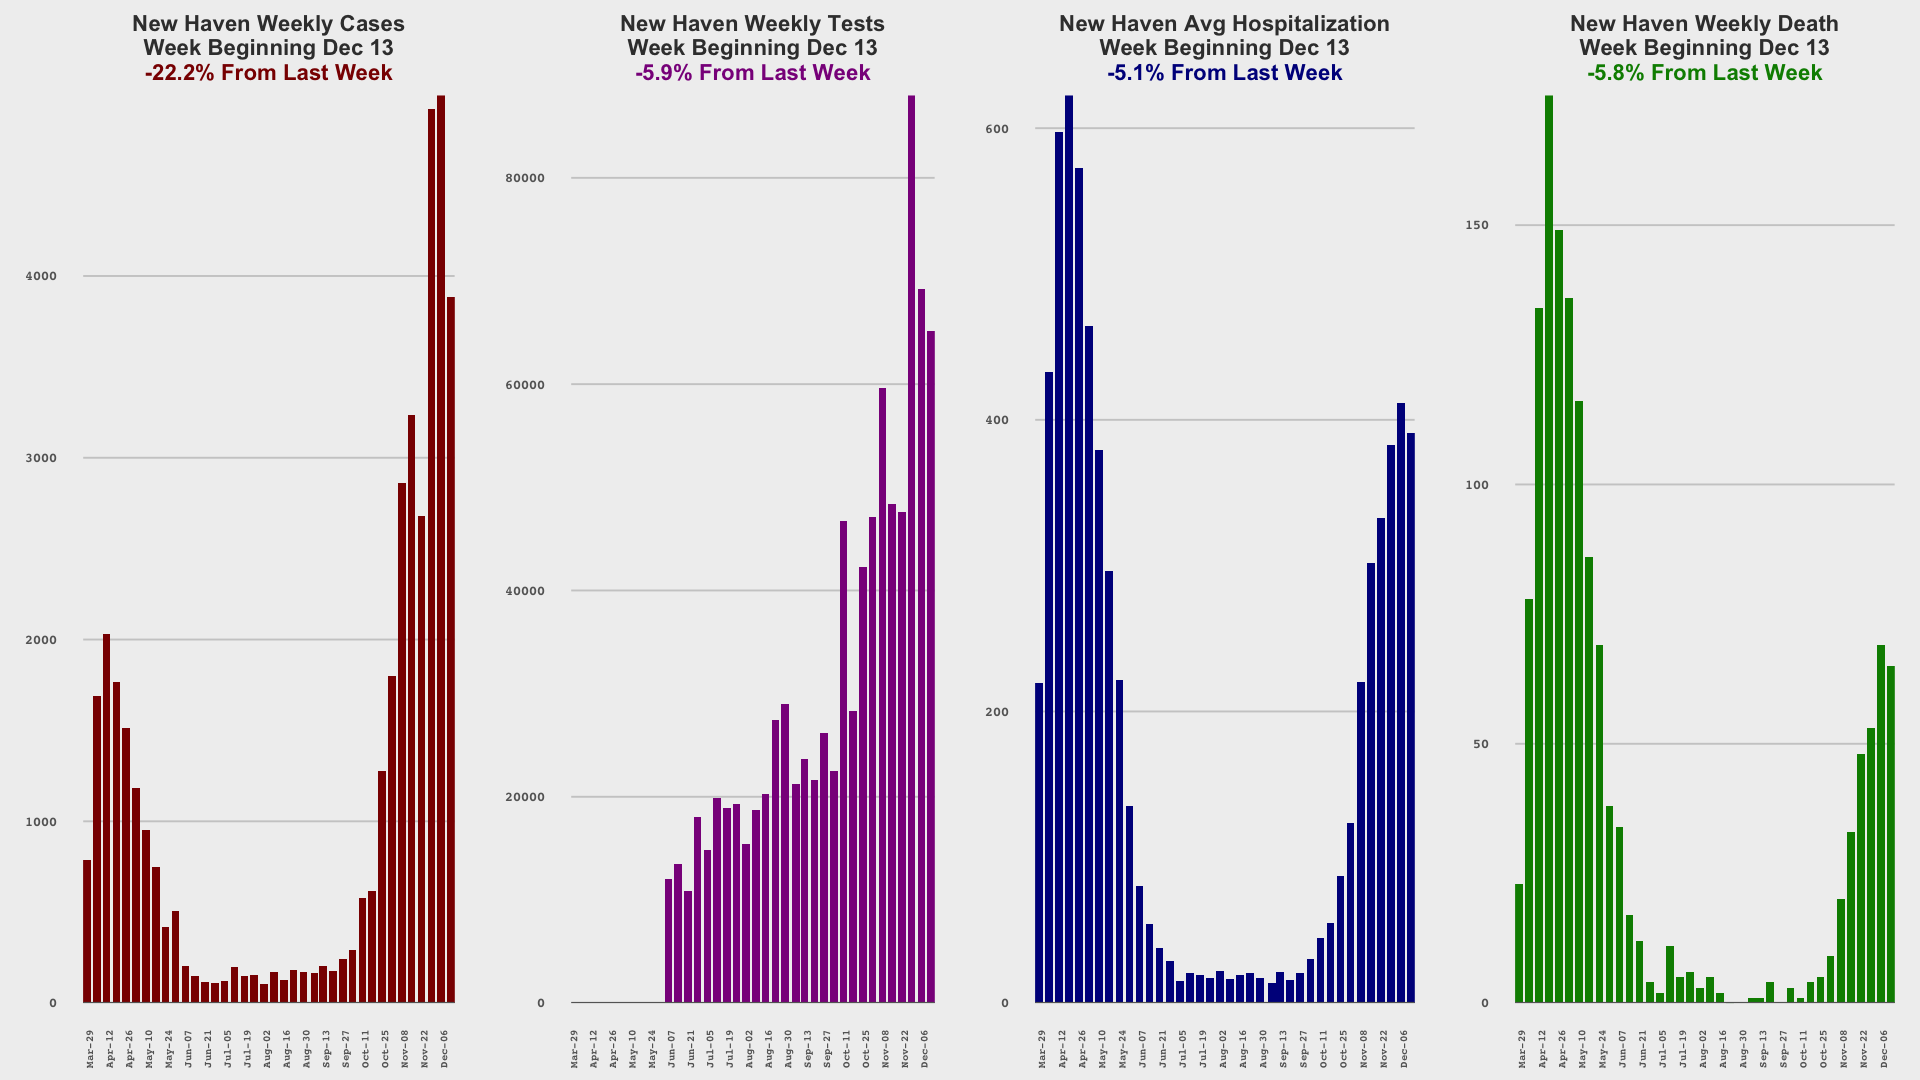 New Haven Weekly Cases
Week Beginning Dec 13
-22.2% From Last Week
4000
3000
2000
1000
0
Mar-29
Apr-12
Apr-26
May-10
May-24
Jun-07
Jun-21
Jul-05
Jul-19
Aug-02
Aug-16
Aug-30
Sep-13
Sep-27
Oct-11
Oct-25
Nov-08
Nov-22
Dec-06
New Haven Weekly Tests
Week Beginning Dec 13
-5.9% From Last Week
80000
60000
40000
20000
0
Mar-29
Apr-12
Apr-26
May-10
May-24
Jun-07
Jun-21
Jul-05
Jul-19
Aug-02
Aug-16
Aug-30
Sep-13
Sep-27
Oct-11
Oct-25
Nov-08
Nov-22
Dec-06
New Haven Avg Hospitalization
Week Beginning Dec 13
-5.1% From Last Week
600
400
200
0
Mar-29
Apr-12
Apr-26
May-10
May-24
Jun-07
Jun-21
Jul-05
Jul-19
Aug-02
Aug-16
Aug-30
Sep-13
Sep-27
Oct-11
Oct-25
Nov-08
Nov-22
Dec-06
New Haven Weekly Death
Week Beginning Dec 13
-5.8% From Last Week
150
100
50
0
Mar-29
Apr-12
Apr-26
May-10
May-24
Jun-07
Jun-21
Jul-05
Jul-19
Aug-02
Aug-16
Aug-30
Sep-13
Sep-27
Oct-11
Oct-25
Nov-08
Nov-22
Dec-06